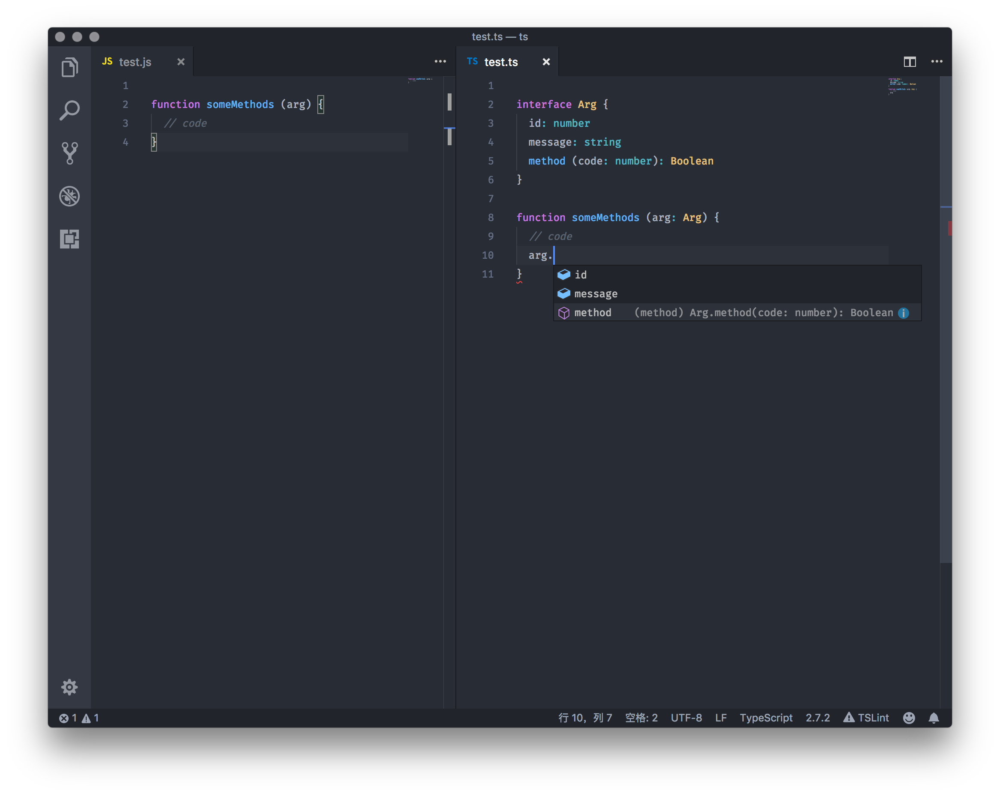 test.ts — ts
JS test.js
1
2 function someMethods (arg) {
3 // code
4 }
TS test.ts
1
2 interface Arg {
3 id: number
4 message: string
5 method (code: number): Boolean
6 }
7
8 function someMethods (arg: Arg) {
9 // code
10 arg.
11 }
id
message
method (method) Arg.method(code: number): Boolean
1 1
行 10，列 7 空格: 2 UTF-8 LF TypeScript 2.7.2 TSLint